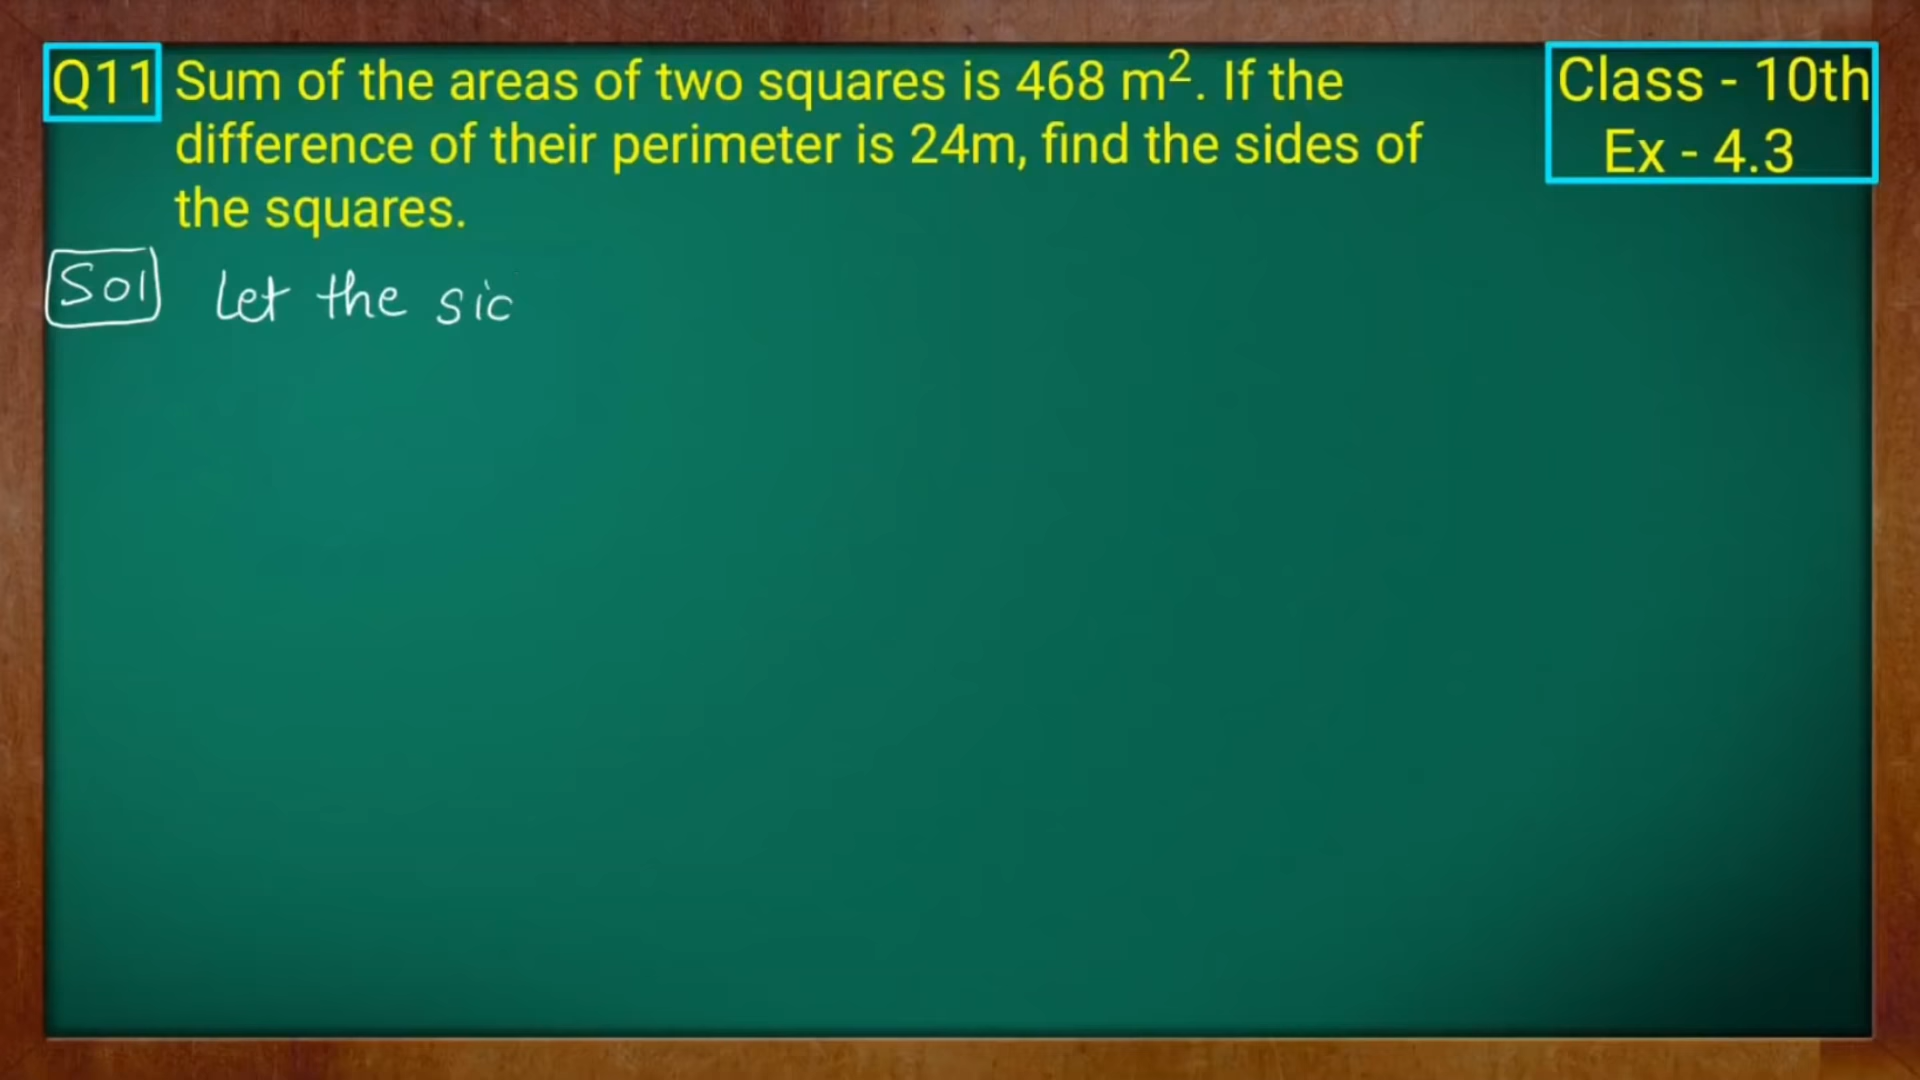 Q11 Sum of the areas of two squares is 468 m². If the
difference of their perimeter is 24m, find the sides of
the squares.
Class - 10th
Ex - 4.3
Sol Let the sic